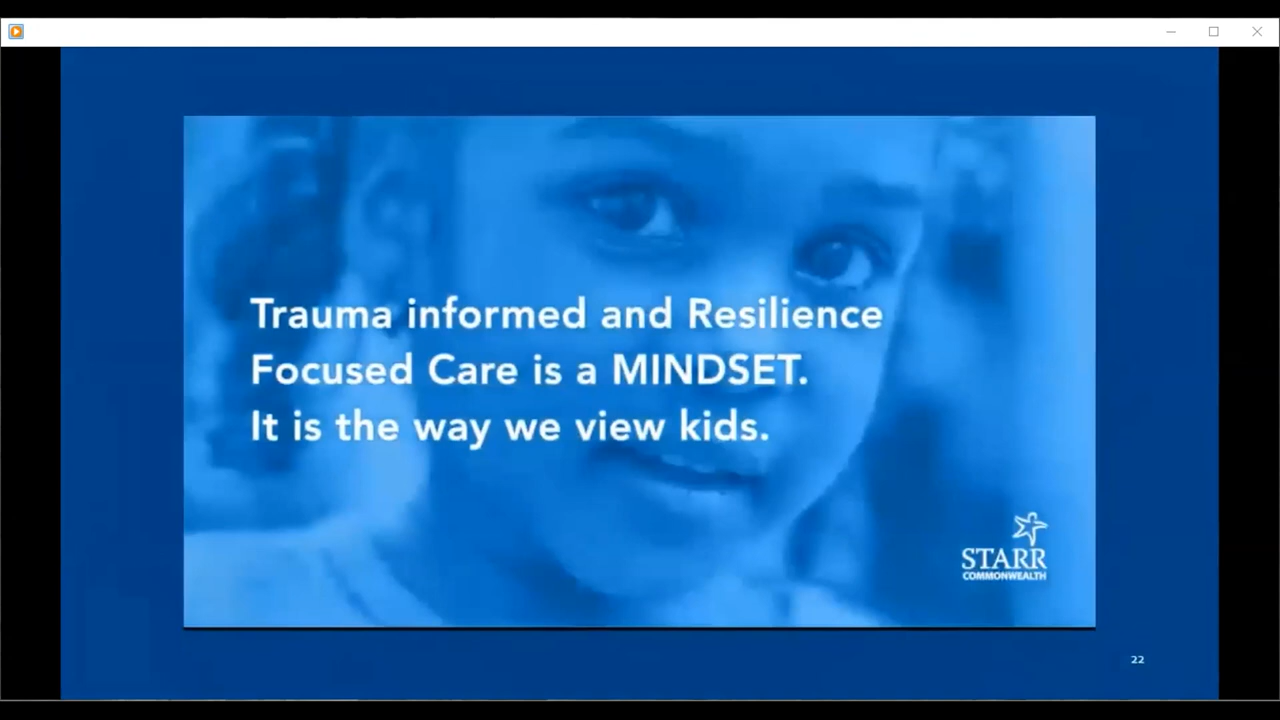 Trauma informed and Resilience
Focused Care is a MINDSET.
It is the way we view kids.
STARR
COMMONWEALTH
22